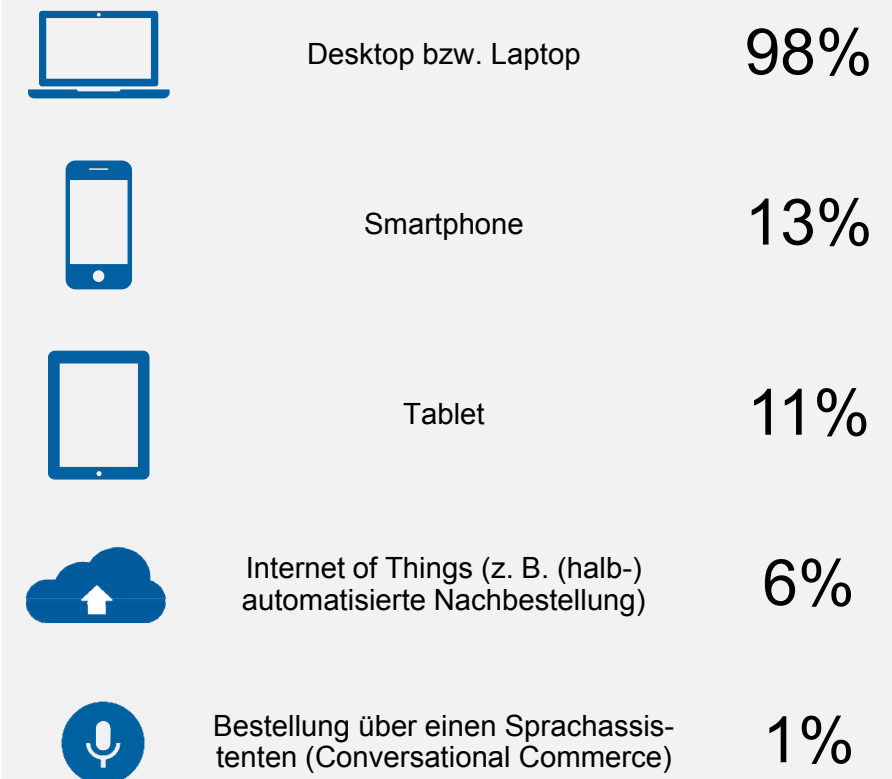 Desktop bzw. Laptop 98%
Smartphone 13%
Tablet 11%
Internet of Things (z. B. (halb-)
automatisierte Nachbestellung) 6%
Bestellung über einen Sprachassis-
tenten (Conversational Commerce) 1%